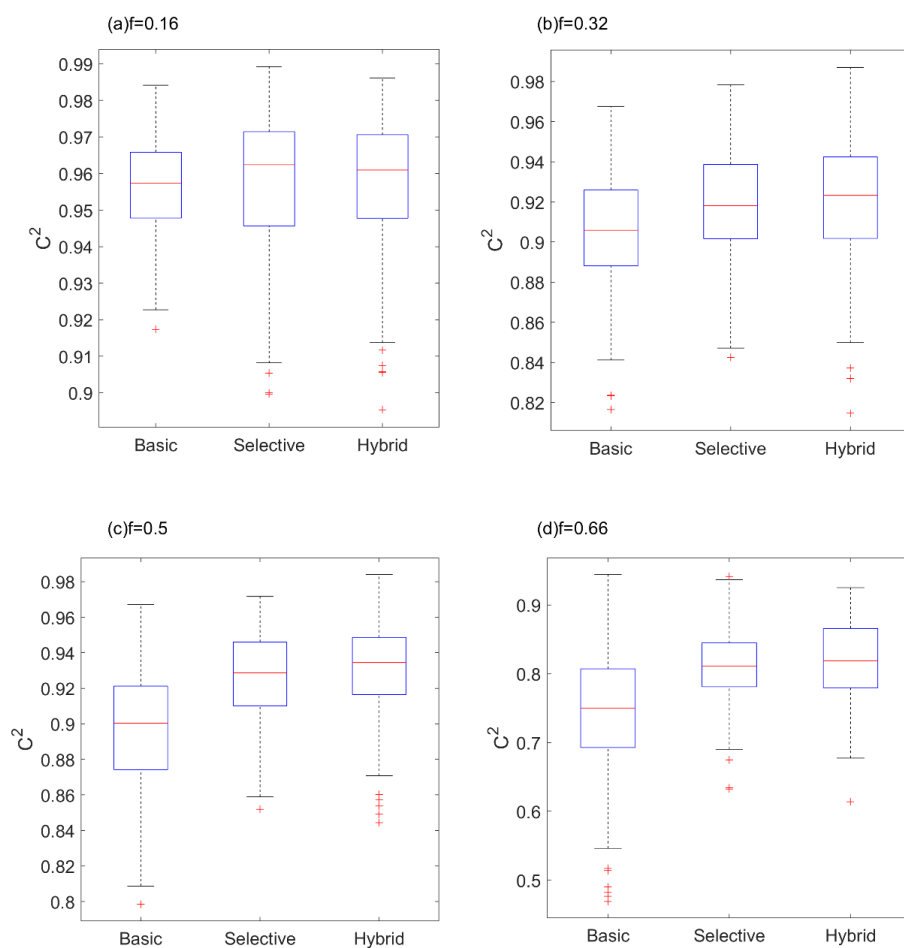 (a)f=0.16
0.99
0.98
0.97
0.96
0.95
0.94
0.93
0.92
0.91
0.9
C²
Basic Selective Hybrid
(b)f=0.32
0.98
0.96
0.94
0.92
0.9
0.88
0.86
0.84
0.82
C²
Basic Selective Hybrid
(c)f=0.5
0.98
0.96
0.94
0.92
0.9
0.88
0.86
0.84
0.82
0.8
C²
Basic Selective Hybrid
(d)f=0.66
0.9
0.8
0.7
0.6
0.5
C²
Basic Selective Hybrid